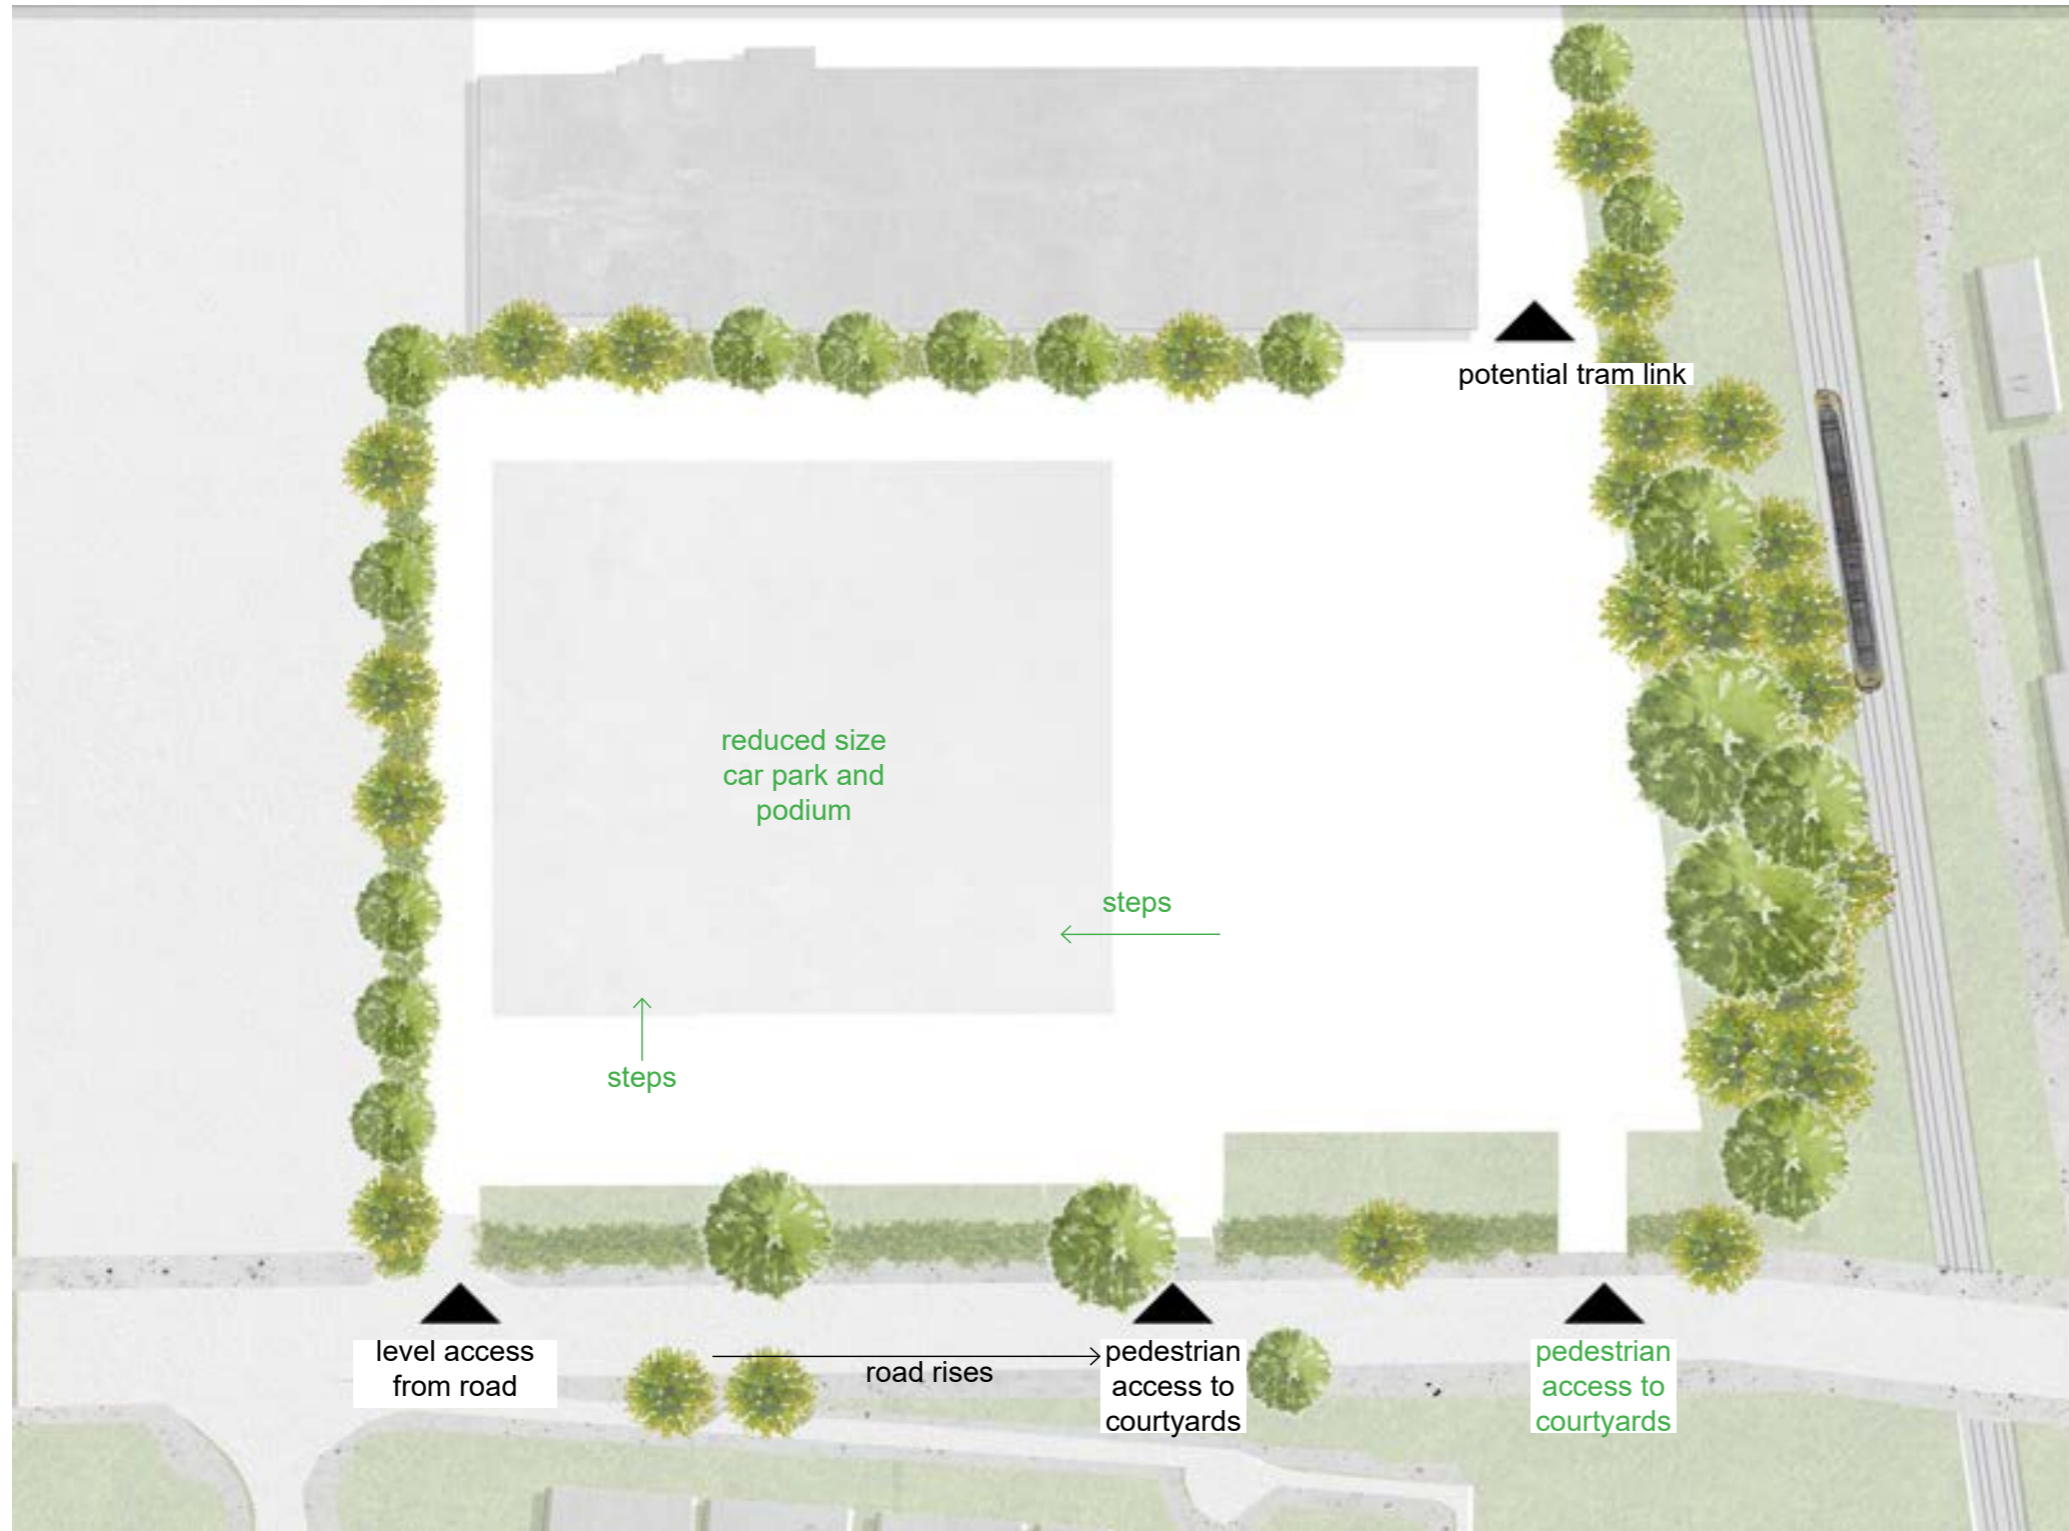 potential tram link
reduced size
car park and
podium
steps
steps
level access
from road
road rises
pedestrian
access to
courtyards
pedestrian
access to
courtyards